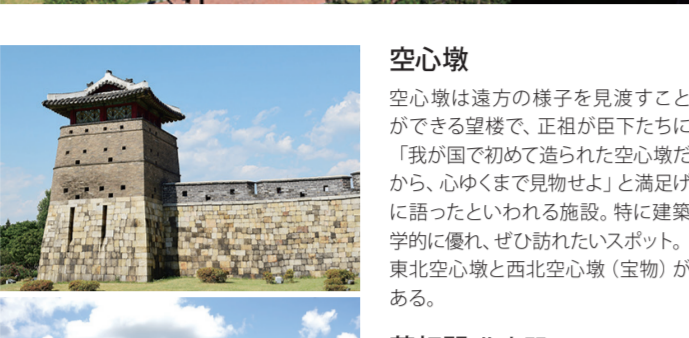 空心墩
空心墩は遠方の様子を見渡すこと
ができる望楼で、正祖が臣下たちに
「我が国で初めて造られた空心墩だ
から、心ゆくまで見物せよ」と満足げ
に語ったといわれる施設。特に建築
学的に優れ、ぜひ訪れたいスポット。
東北空心墩と西北空心墩（宝物）が
ある。